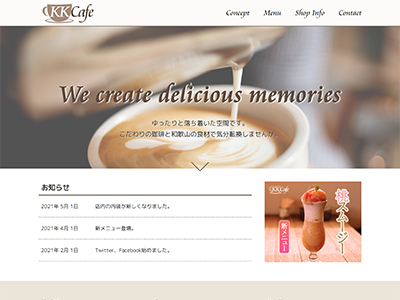 KKCafe
Concept Menu Shop Info Contact
We create delicious memories
ゆったりと落ち着いた空間です。
こだわりの珈琲と和歌山の食材で気分転換しませんか。
お知らせ
2021年 5月 1日 店内の内装が新しくなりました。
2021年 4月 1日 新メニュー登場。
2021年 2月 1日 Twitter、Facebook始めました。
KKCafe
桃スムージー
新メニュー